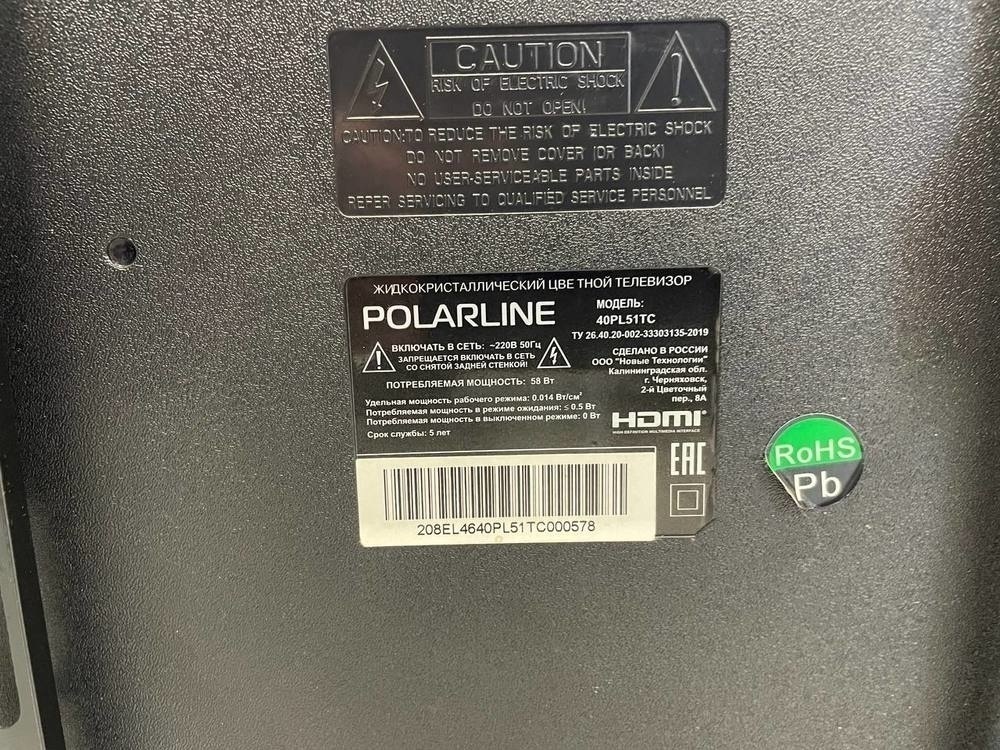 CAUTION
RISK OF ELECTRIC SHOCK
DO NOT OPEN!
CAUTION:TO REDUCE THE RISK OF ELECTRIC SHOCK
DO NOT REMOVE COVER (OR BACK)
NO USER-SERVICEABLE PARTS INSIDE
REFER SERVICING TO QUALIFIED SERVICE PERSONNEL
ЖИДКОКРИСТАЛЛИЧЕСКИЙ ЦВЕ ТНОЙ ТЕЛЕВИЗОР
POLARLINE
МОДЕЛЬ:
40PL51TC
ТУ 26.40.20-002-33303135-2019
ВКЛЮЧАТЬ В СЕТЬ: ~220В 50Гц
ЗАПРЕЩАЕТСЯ ВКЛЮЧАТЬ В СЕТЬ
СО СНЯТОЙ ЗАДНЕЙ СТЕНКОЙ!
ПОТРЕБЛЯЕМАЯ МОЩНОСТЬ: 58 Вт
Удельная мощность рабочего режима: 0.014 Вт/см²
Потребляемая мощность в режиме ожидания: ≤ 0.5 Вт
Потребляемая мощность в выключенном режиме: 0 Вт
Срок службы: 5 лет
СДЕЛАНО В РОССИИ
ООО "Новые Технологии"
Калининградская обл.
г. Черняховск,
2-й Цветочный
пер., 8А
HDMI
HIGH-DEFINITION MULTIMEDIA INTERFACE
EAC
208EL4640PL51TC000578
RoHS
Pb